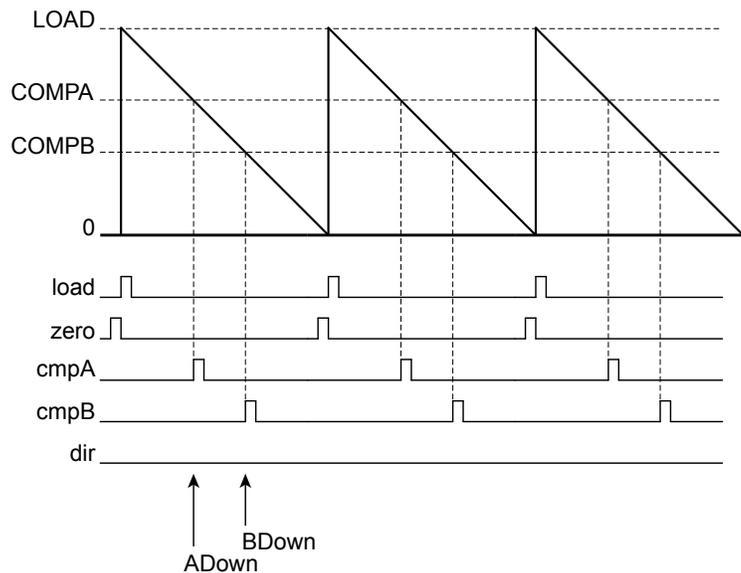 LOAD
COMPA
COMPB
0
load
zero
cmpA
cmpB
dir
BDown
ADown